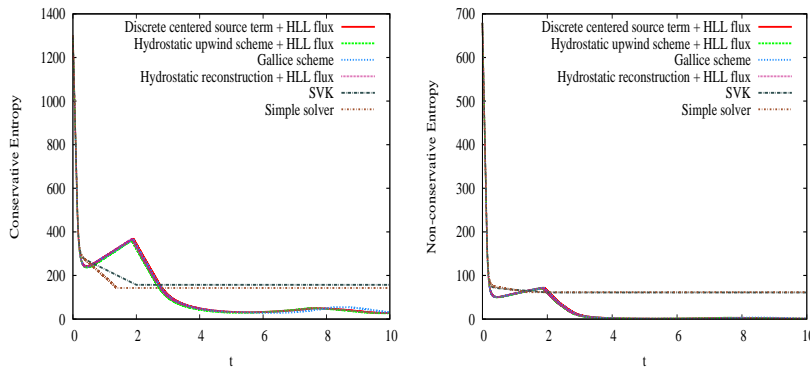 Discrete centered source term + HLL flux
Hydrostatic upwind scheme + HLL flux
Gallice scheme
Hydrostatic reconstruction + HLL flux
SVK
Simple solver
Conservative Entropy
1400
1200
1000
800
600
400
200
0
0 2 4 6 8 10
t
Discrete centered source term + HLL flux
Hydrostatic upwind scheme + HLL flux
Gallice scheme
Hydrostatic reconstruction + HLL flux
SVK
Simple solver
Non-conservative Entropy
700
600
500
400
300
200
100
0
0 2 4 6 8 10
t